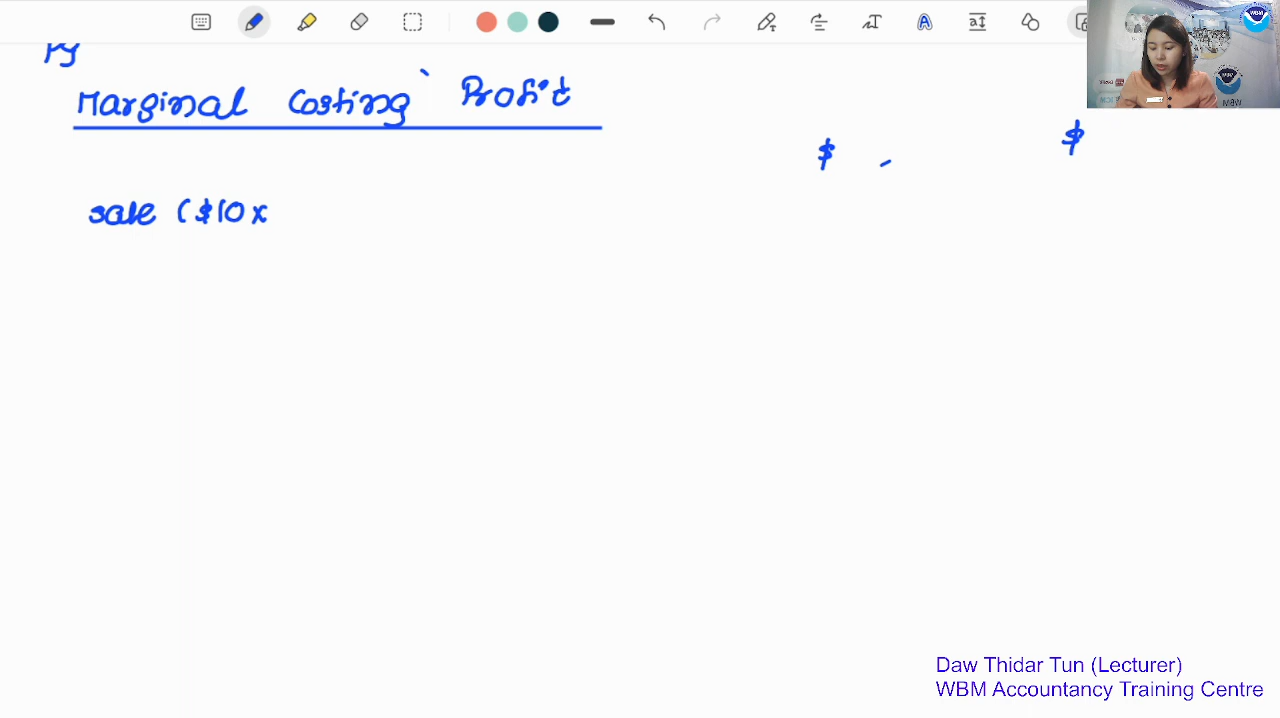 Marginal Costing Profit
$ $
sale ($10 x
Daw Thidar Tun (Lecturer)
WBM Accountancy Training Centre